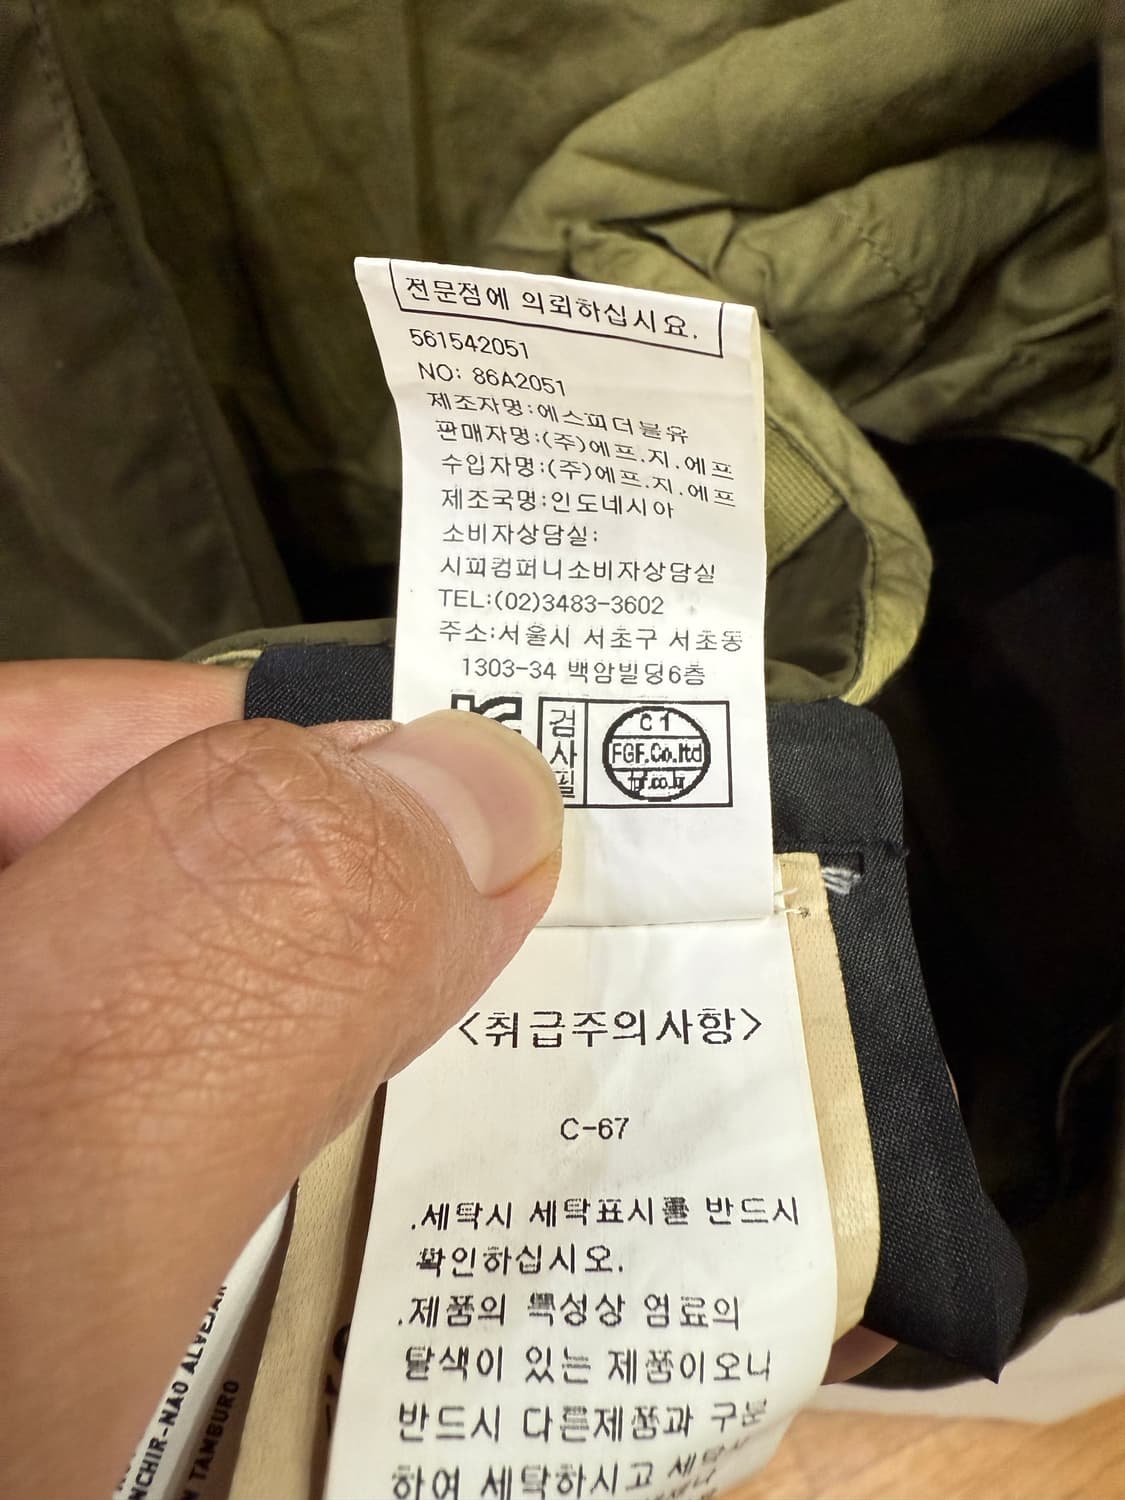 전문점에 의뢰하십시요.
561542051
NO: 86A2051
제조자명:에스피더블유
판매자명:(주)에프.지.에프
수입자명:(주)에프.지.에프
제조국명:인도네시아
소비자상담실:
시피컴퍼니소비자상담실
TEL:(02)3483-3602
주소:서울시 서초구 서초동
1303-34 백암빌딩6층
검사필
C1
FGF.Co.ltd
fgf.co.kr
<취급주의사항>
C-67
.세탁시 세탁표시를 반드시
확인하십시오.
.제품의 특성상 염료의
탈색이 있는 제품이오니
반드시 다른제품과 구분
하여 세탁하시고
TAMBURO